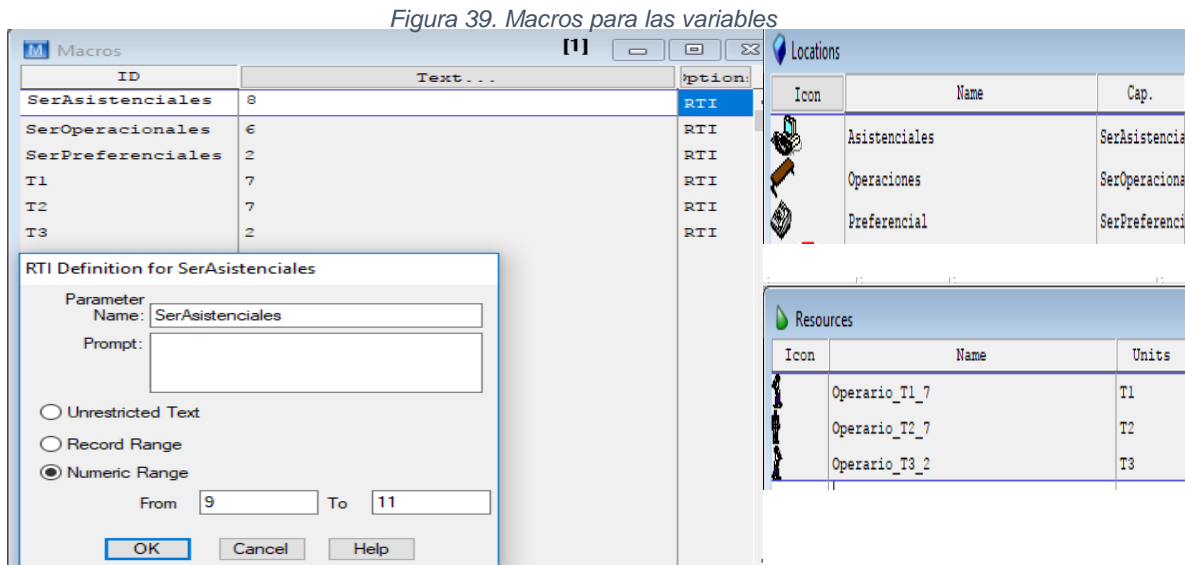 Figura 39. Macros para las variables
M Macros [1]
ID Text... ption
SerAsistenciales 8 RTI
SerOperacionales 6 RTI
SerPreferenciales 2 RTI
T1 7 RTI
T2 7 RTI
T3 2 RTI
RTI Definition for SerAsistenciales
Parameter
Name: SerAsistenciales
Prompt:
Unrestricted Text
Record Range
Numeric Range
From 9 To 11
OK Cancel Help
Locations
Icon Name Cap.
Asistenciales SerAsistencia
Operaciones SerOperaciona
Preferencial SerPreferenci
Resources
Icon Name Units
Operario_T1_7 T1
Operario_T2_7 T2
Operario_T3_2 T3